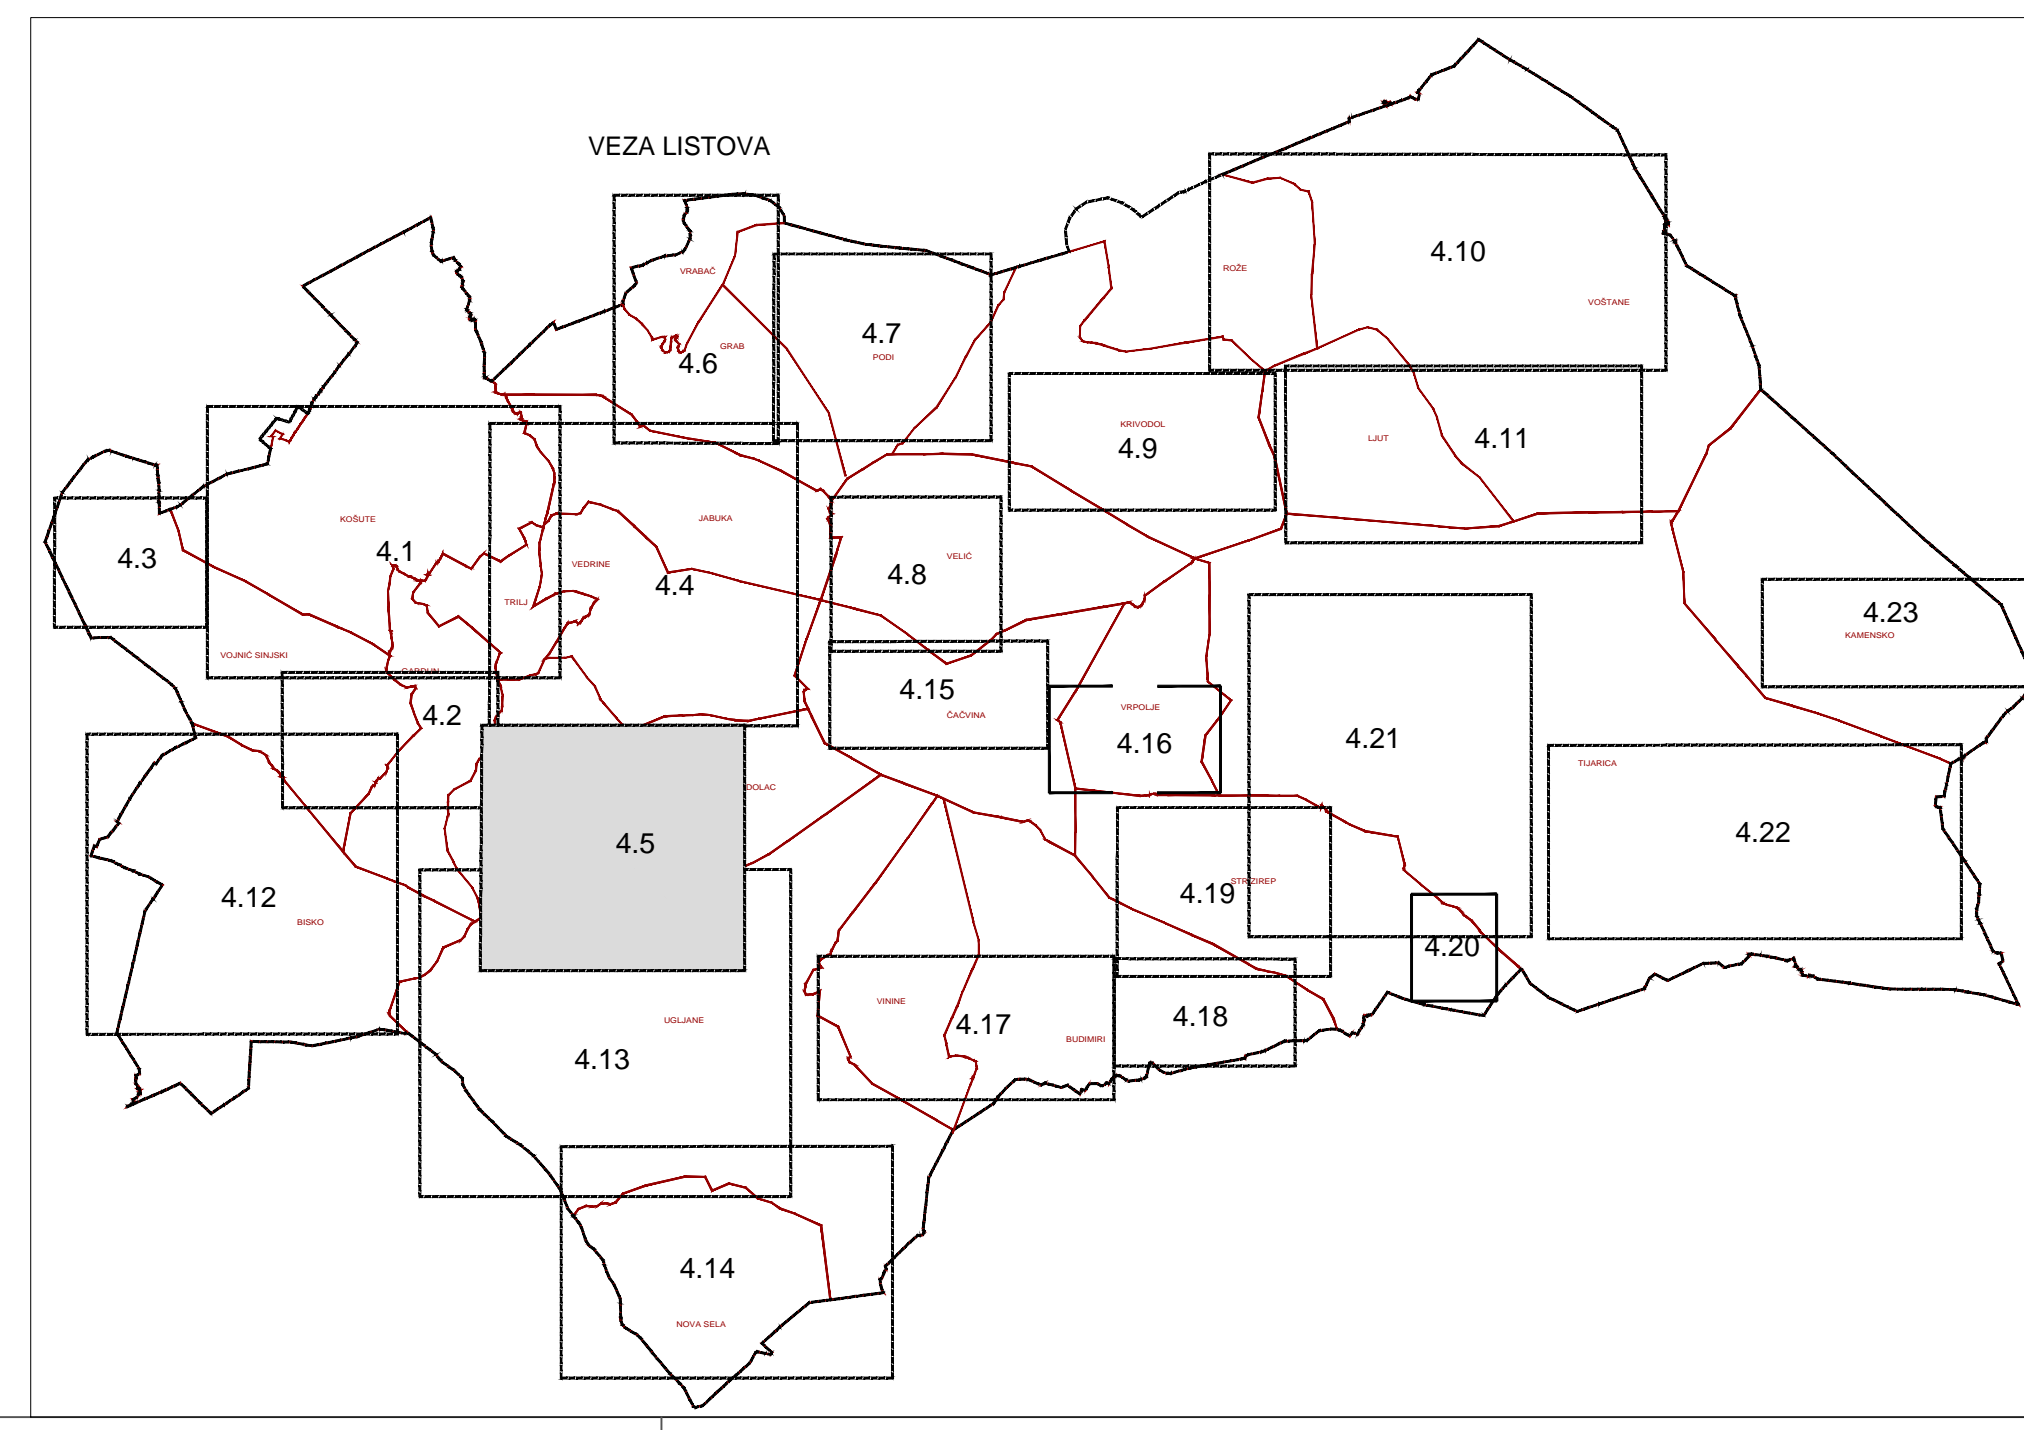 VEZA LISTOVA
4.10
ROŽE
VRABAČ
VOŠTANE
4.7
GRAB
PODI
4.6
KRIVODOL
LJUT
4.11
4.9
KOŠUTE
JABUKA
4.1
4.3
VELIĆ
VEDRINE
4.8
4.4
TRILJ
4.23
KAMENSKO
VOJNIĆ SINJSKI
GARDUN
4.15
4.2
ČAČVINA
VRPOLJE
4.16
4.21
TIJARICA
DOLAC
4.22
4.5
STRIZIREP
4.19
4.12
BISKO
4.20
VININE
4.18
UGLJANE
4.17
BUDIMIRI
4.13
4.14
NOVA SELA